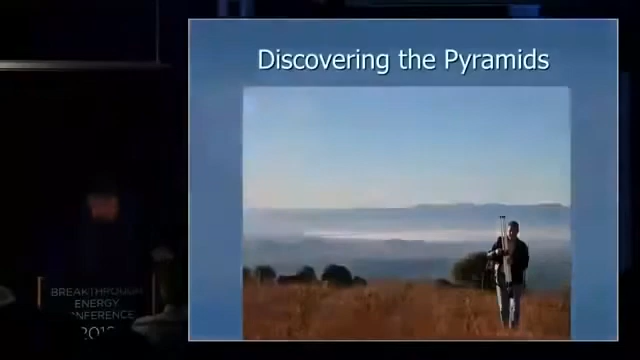 Discovering the Pyramids
BREAKTHROUGH
ENERGY
CONFERENCE